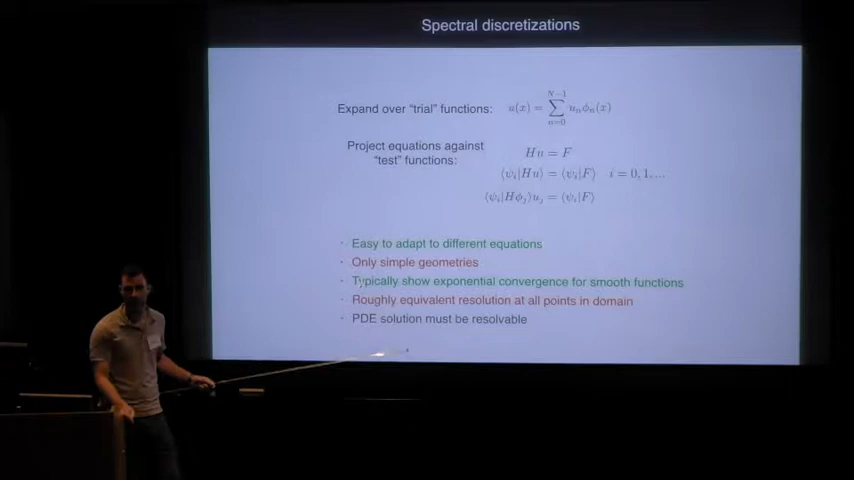 Spectral discretizations
Expand over "trial" functions: u(x) = \sum_{n=0}^{N-1} u_n \phi_n(x)
Project equations against
"test" functions:
Hu = F
⟨ψ_i|Hu⟩ = ⟨ψ_i|F⟩ i = 0, 1, ...
⟨ψ_i|Hϕ_j⟩u_j = ⟨ψ_i|F⟩
· Easy to adapt to different equations
· Only simple geometries
· Typically show exponential convergence for smooth functions
· Roughly equivalent resolution at all points in domain
· PDE solution must be resolvable